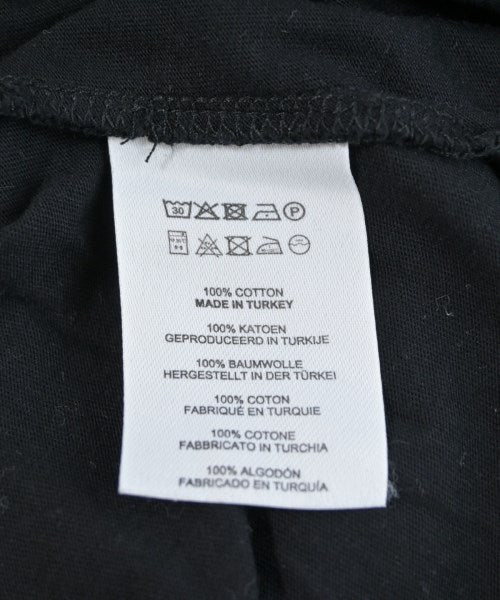 30 P
100% COTTON
MADE IN TURKEY
100% KATOEN
GEPRODUCEERD IN TURKIJE
100% BAUMWOLLE
HERGESTELLT IN DER TÜRKEI
100% COTON
FABRIQUÉ EN TURQUIE
100% COTONE
FABBRICATO IN TURCHIA
100% ALGODÓN
FABRICADO EN TURQUÍA